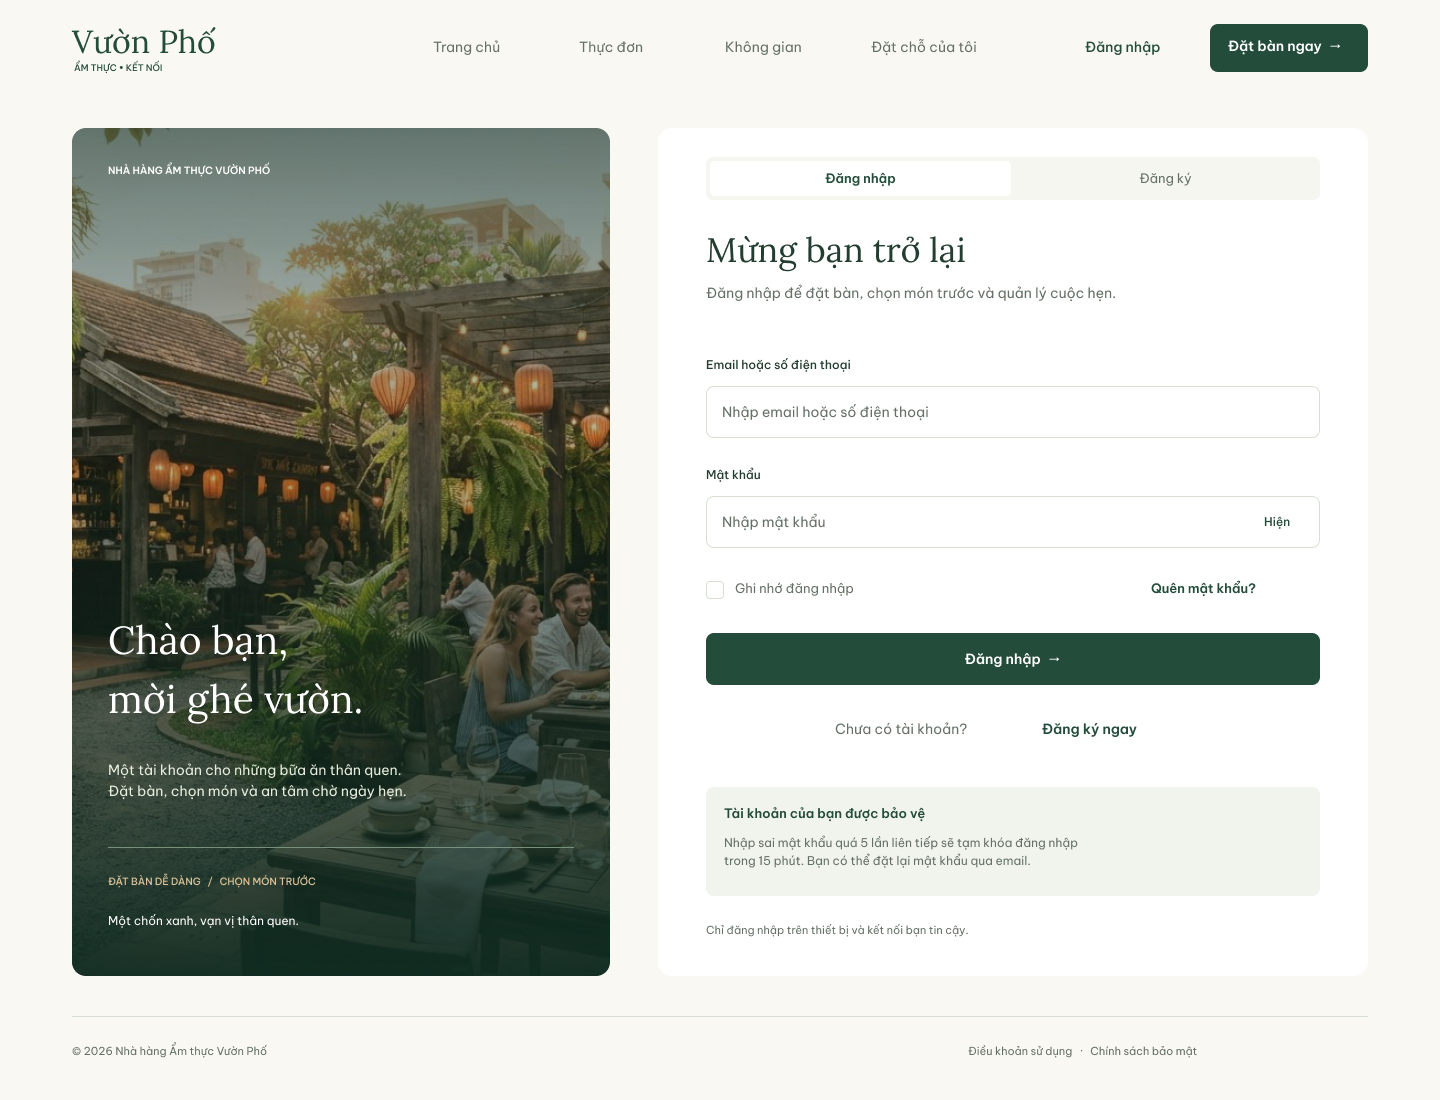 Vườn Phố
ẨM THỰC • KẾT NỐI
Trang chủ
Thực đơn
Không gian
Đặt chỗ của tôi
Đăng nhập
Đặt bàn ngay →
NHÀ HÀNG ẨM THỰC VƯỜN PHỐ
Chào bạn,
mời ghé vườn.
Một tài khoản cho những bữa ăn thân quen.
Đặt bàn, chọn món và an tâm chờ ngày hẹn.
ĐẶT BÀN DỄ DÀNG / CHỌN MÓN TRƯỚC
Một chốn xanh, vạn vị thân quen.
Đăng nhập
Đăng ký
Mừng bạn trở lại
Đăng nhập để đặt bàn, chọn món trước và quản lý cuộc hẹn.
Email hoặc số điện thoại
Nhập email hoặc số điện thoại
Mật khẩu
Nhập mật khẩu
Hiện
Ghi nhớ đăng nhập
Quên mật khẩu?
Đăng nhập →
Chưa có tài khoản?
Đăng ký ngay
Tài khoản của bạn được bảo vệ
Nhập sai mật khẩu quá 5 lần liên tiếp sẽ tạm khóa đăng nhập
trong 15 phút. Bạn có thể đặt lại mật khẩu qua email.
Chỉ đăng nhập trên thiết bị và kết nối bạn tin cậy.
© 2026 Nhà hàng Ẩm thực Vườn Phố
Điều khoản sử dụng · Chính sách bảo mật